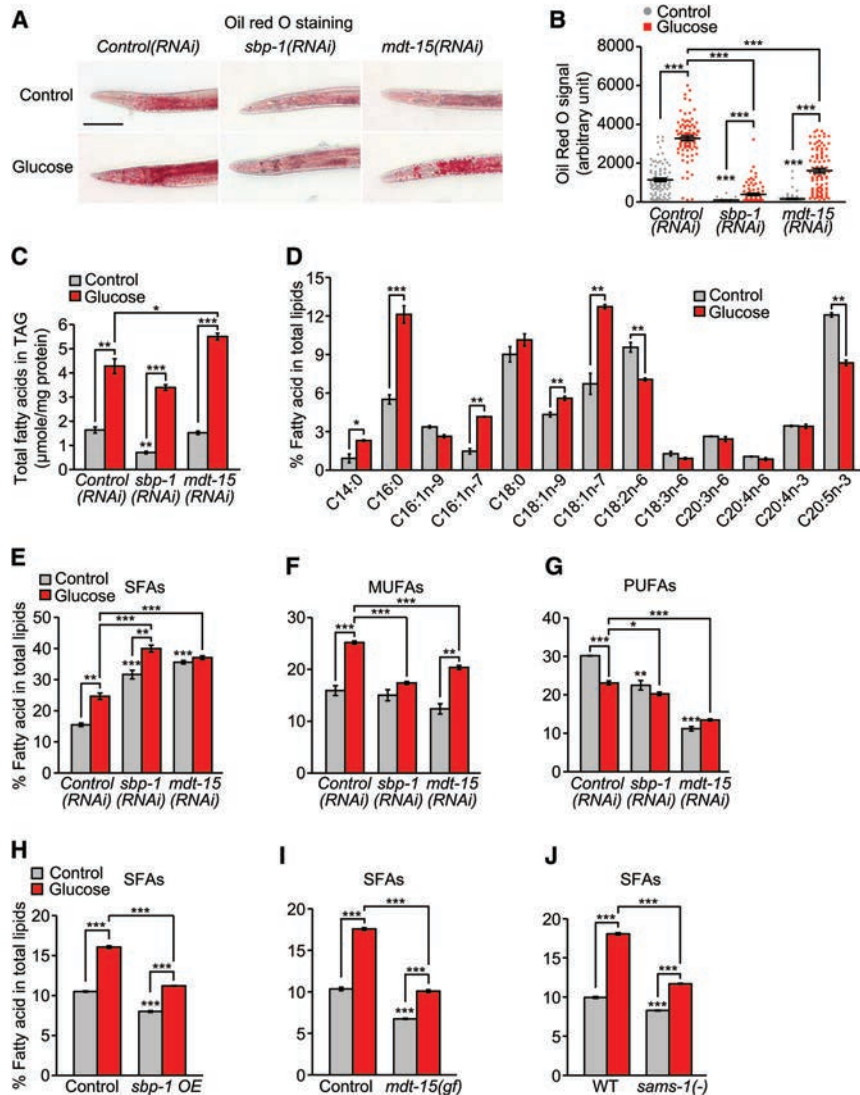 A
Oil red O staining
Control(RNAi) sbp-1(RNAi) mdt-15(RNAi)
Control
Glucose
B
Control
Glucose
***
***
***
***
***
***
***
8000
6000
4000
2000
0
Oil Red O signal
(arbitrary unit)
Control
(RNAi)
sbp-1
(RNAi)
mdt-15
(RNAi)
C
Control
Glucose
*
**
***
***
**
6
5
4
3
2
1
0
Total fatty acids in TAG
(µmole/mg protein)
Control
(RNAi)
sbp-1
(RNAi)
mdt-15
(RNAi)
D
Control
Glucose
*
***
**
**
**
**
**
12
9
6
3
0
% Fatty acid in total lipids
C14:0
C16:0
C16:1n-9
C16:1n-7
C18:0
C18:1n-9
C18:1n-7
C18:2n-6
C18:3n-6
C20:3n-6
C20:4n-6
C20:4n-3
C20:5n-3
E
SFAs
Control
Glucose
***
***
**
***
**
***
50
40
30
20
10
0
% Fatty acid in total lipids
Control
(RNAi)
sbp-1
(RNAi)
mdt-15
(RNAi)
F
MUFAs
Control
Glucose
***
***
***
**
30
20
10
0
Control
(RNAi)
sbp-1
(RNAi)
mdt-15
(RNAi)
G
PUFAs
Control
Glucose
***
*
***
**
***
40
30
20
10
0
Control
(RNAi)
sbp-1
(RNAi)
mdt-15
(RNAi)
H
SFAs
Control
Glucose
***
***
***
***
20
15
10
5
0
% Fatty acid in total lipids
Control sbp-1 OE
I
SFAs
Control
Glucose
***
***
***
***
20
15
10
5
0
Control mdt-15(gf)
J
SFAs
Control
Glucose
***
***
***
***
20
15
10
5
0
WT sams-1(-)